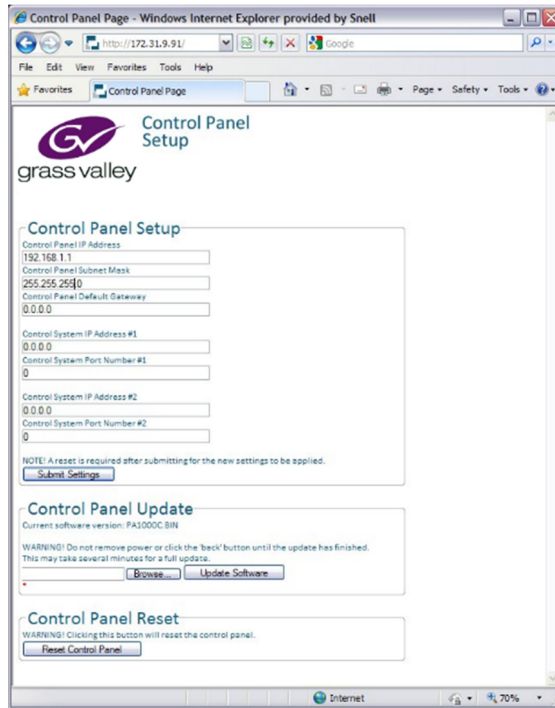 Control Panel Page - Windows Internet Explorer provided by Snell
http://172.31.9.91/
Google
File Edit View Favorites Tools Help
Favorites
Control Panel Page
Page Safety Tools
Control Panel
Setup
GV
grass valley
Control Panel Setup
Control Panel IP Address
192.168.1.1
Control Panel Subnet Mask
255.255.255.0
Control Panel Default Gateway
0.0.0.0
Control System IP Address #1
0.0.0.0
Control System Port Number #1
0
Control System IP Address #2
0.0.0.0
Control System Port Number #2
0
NOTE! A reset is required after submitting for the new settings to be applied.
Submit Settings
Control Panel Update
Current software version: PA1000C.BIN
WARNING! Do not remove power or click the 'back' button until the update has finished.
This may take several minutes for a full update.
Browse... Update Software
*
Control Panel Reset
WARNING! Clicking this button will reset the control panel.
Reset Control Panel
Internet
70%